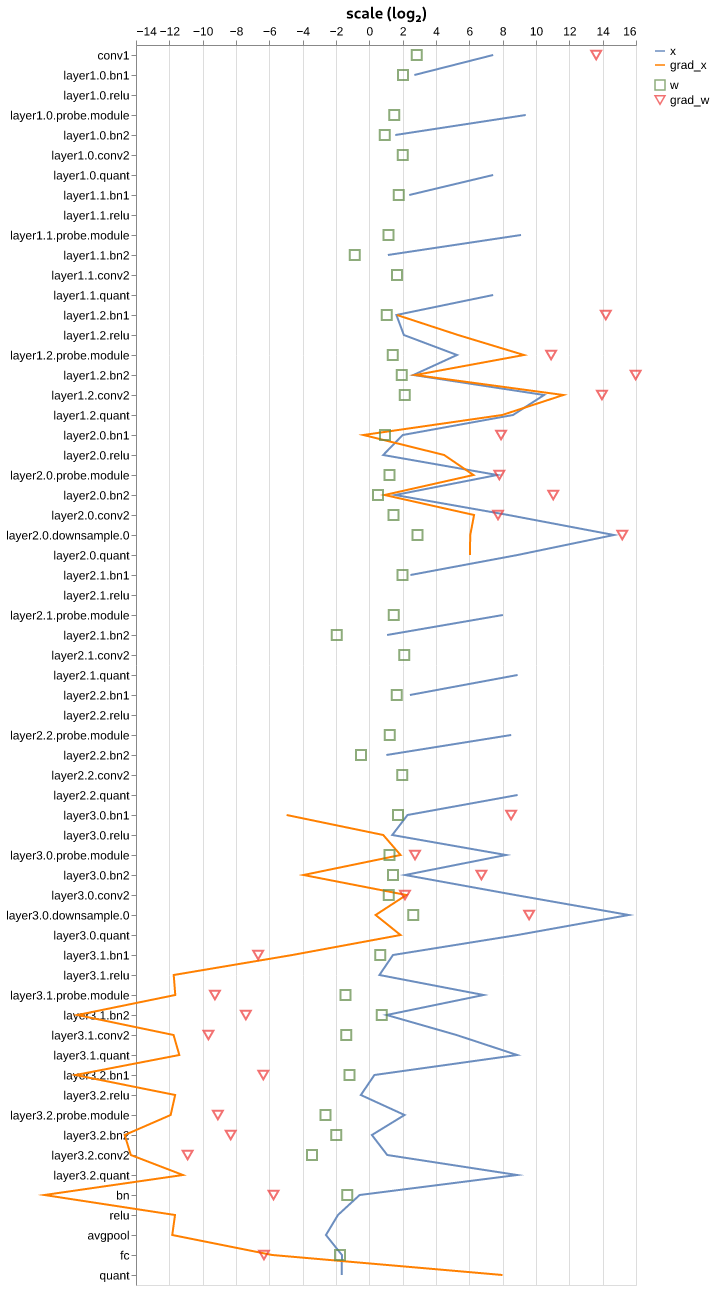 scale (log₂)
−14 −12 −10 −8 −6 −4 −2 0 2 4 6 8 10 12 14 16
x
grad_x
w
grad_w
conv1
layer1.0.bn1
layer1.0.relu
layer1.0.probe.module
layer1.0.bn2
layer1.0.conv2
layer1.0.quant
layer1.1.bn1
layer1.1.relu
layer1.1.probe.module
layer1.1.bn2
layer1.1.conv2
layer1.1.quant
layer1.2.bn1
layer1.2.relu
layer1.2.probe.module
layer1.2.bn2
layer1.2.conv2
layer1.2.quant
layer2.0.bn1
layer2.0.relu
layer2.0.probe.module
layer2.0.bn2
layer2.0.conv2
layer2.0.downsample.0
layer2.0.quant
layer2.1.bn1
layer2.1.relu
layer2.1.probe.module
layer2.1.bn2
layer2.1.conv2
layer2.1.quant
layer2.2.bn1
layer2.2.relu
layer2.2.probe.module
layer2.2.bn2
layer2.2.conv2
layer2.2.quant
layer3.0.bn1
layer3.0.relu
layer3.0.probe.module
layer3.0.bn2
layer3.0.conv2
layer3.0.downsample.0
layer3.0.quant
layer3.1.bn1
layer3.1.relu
layer3.1.probe.module
layer3.1.bn2
layer3.1.conv2
layer3.1.quant
layer3.2.bn1
layer3.2.relu
layer3.2.probe.module
layer3.2.bn2
layer3.2.conv2
layer3.2.quant
bn
relu
avgpool
fc
quant